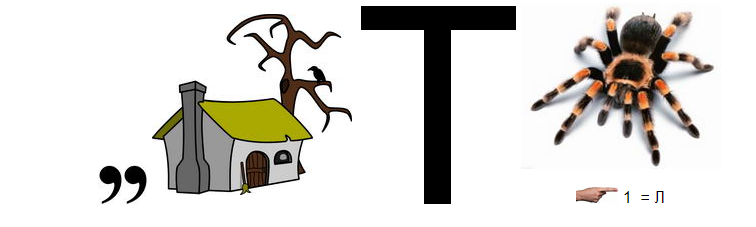 ,, Т
1 = Л